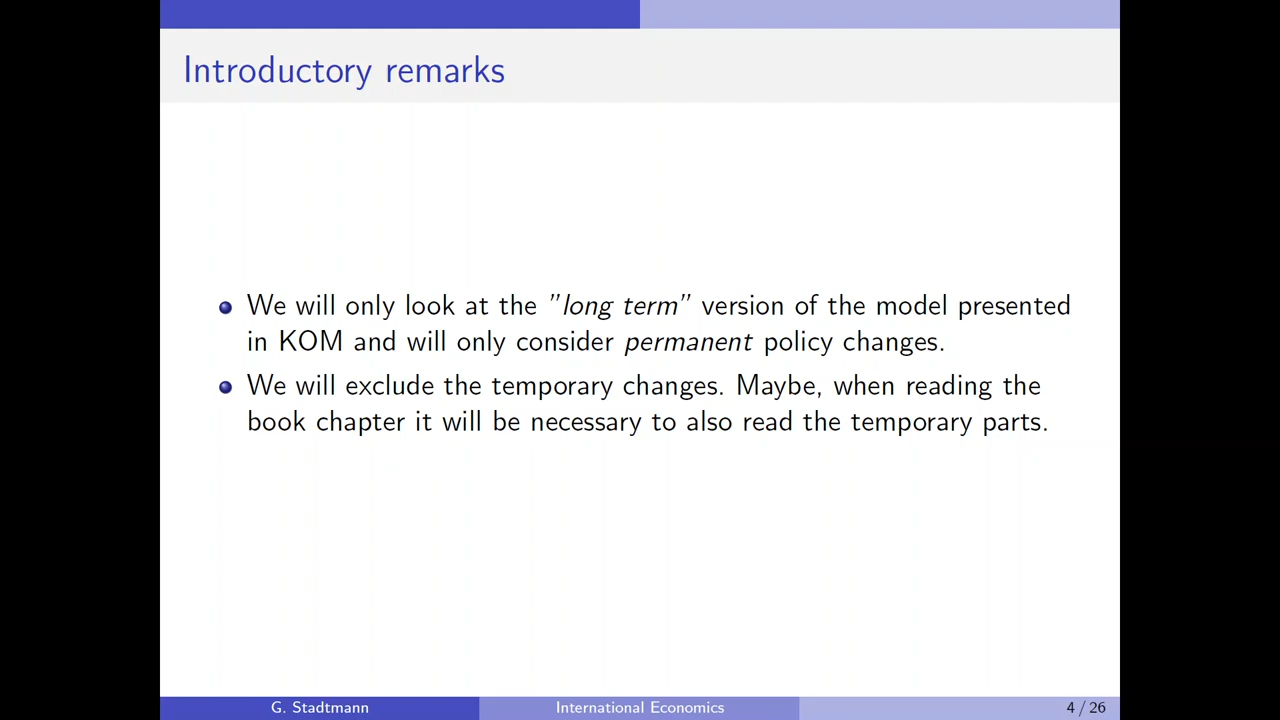 Introductory remarks
We will only look at the ”long term” version of the model presented
in KOM and will only consider permanent policy changes.
We will exclude the temporary changes. Maybe, when reading the
book chapter it will be necessary to also read the temporary parts.
G. Stadtmann
International Economics
4 / 26